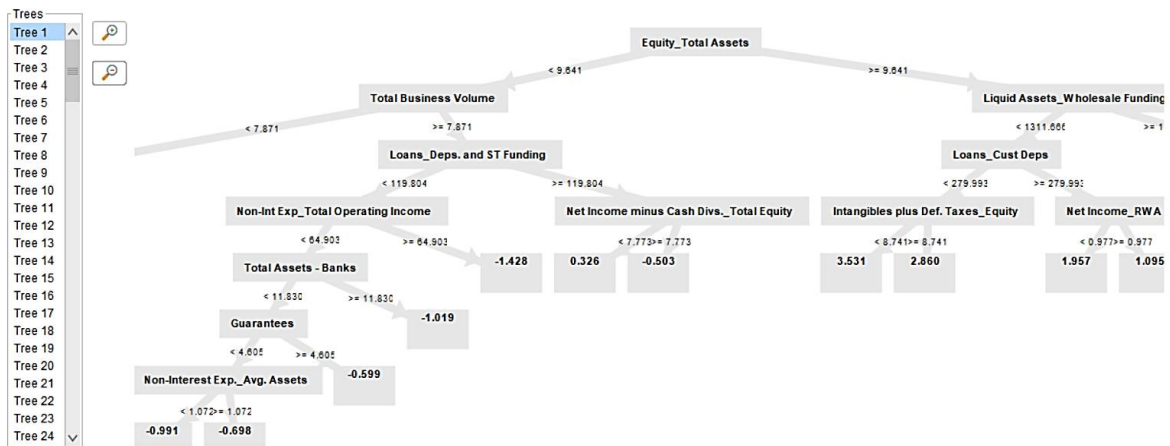 Trees
Tree 1
Tree 2
Tree 3
Tree 4
Tree 5
Tree 6
Tree 7
Tree 8
Tree 9
Tree 10
Tree 11
Tree 12
Tree 13
Tree 14
Tree 15
Tree 16
Tree 17
Tree 18
Tree 19
Tree 20
Tree 21
Tree 22
Tree 23
Tree 24
Equity_Total Assets
< 9.641 >= 9.641
Total Business Volume Liquid Assets_Wholesale Funding
< 7.871 >= 7.871 < 1311.666 >= 1
Loans_Deps. and ST Funding Loans_Cust Deps
< 119.804 >= 119.804 < 279.993 >= 279.993
Non-Int Exp_Total Operating Income Net Income minus Cash Divs._Total Equity Intangibles plus Def. Taxes_Equity Net Income_RWA
< 64.903 >= 64.903 < 7.773 >= 7.773 < 8.741 >= 8.741 < 0.977 >= 0.977
Total Assets - Banks -1.428 0.326 -0.503 3.531 2.860 1.957 1.095
< 11.830 >= 11.830
Guarantees -1.019
< 4.605 >= 4.605
Non-Interest Exp._Avg. Assets -0.599
< 1.072 >= 1.072
-0.991 -0.698